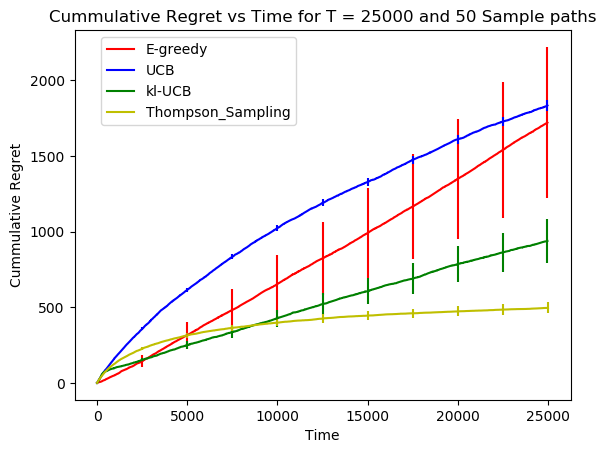 Cummulative Regret vs Time for T = 25000 and 50 Sample paths
E-greedy
UCB
kl-UCB
Thompson_Sampling
Cummulative Regret
2000
1500
1000
500
0
0 5000 10000 15000 20000 25000
Time